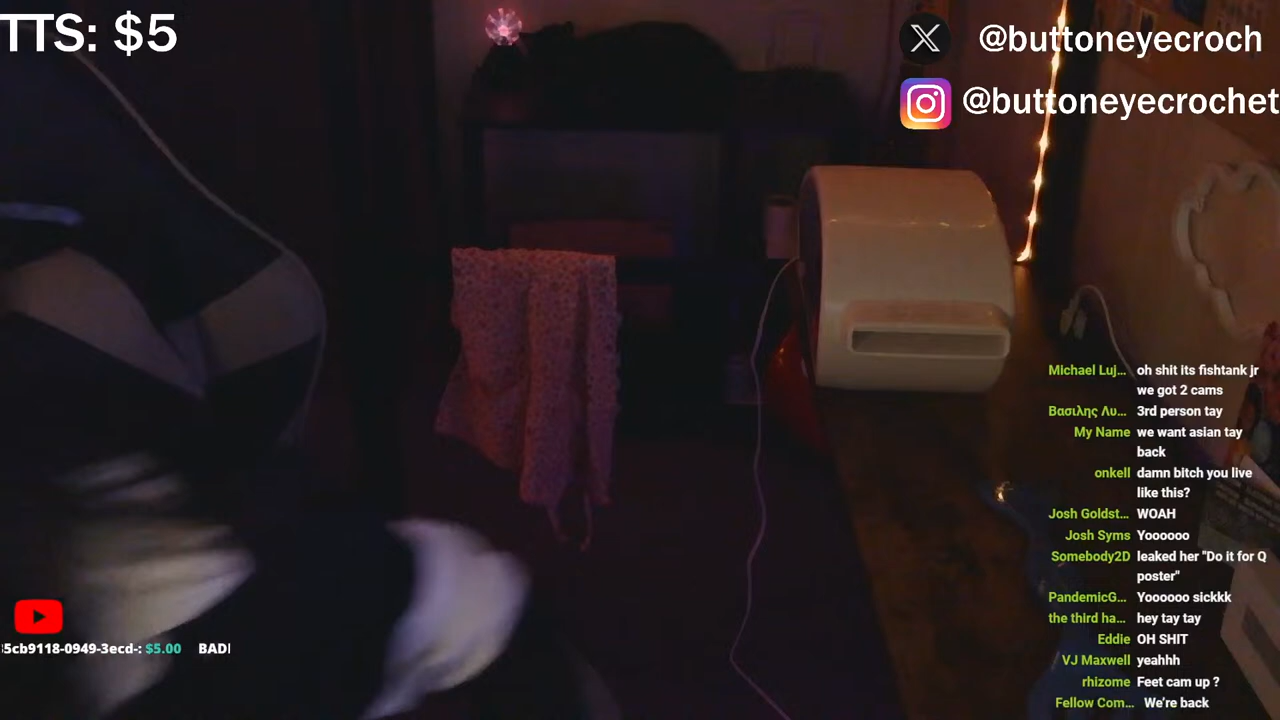 TTS: $5
@buttoneyecroch
@buttoneyecrochet
Michael Luj... oh shit its fishtank jr
we got 2 cams
Βασιλης Λυ... 3rd person tay
My Name we want asian tay
back
onkell damn bitch you live
like this?
Josh Goldst... WOAH
Josh Syms Yoooooo
Somebody2D leaked her "Do it for Q
poster"
PandemicG... Yoooooo sickkk
the third ha... hey tay tay
Eddie OH SHIT
VJ Maxwell yeahhh
rhizome Feet cam up ?
Fellow Com... We're back
5cb9118-0949-3ecd-: $5.00 BAD